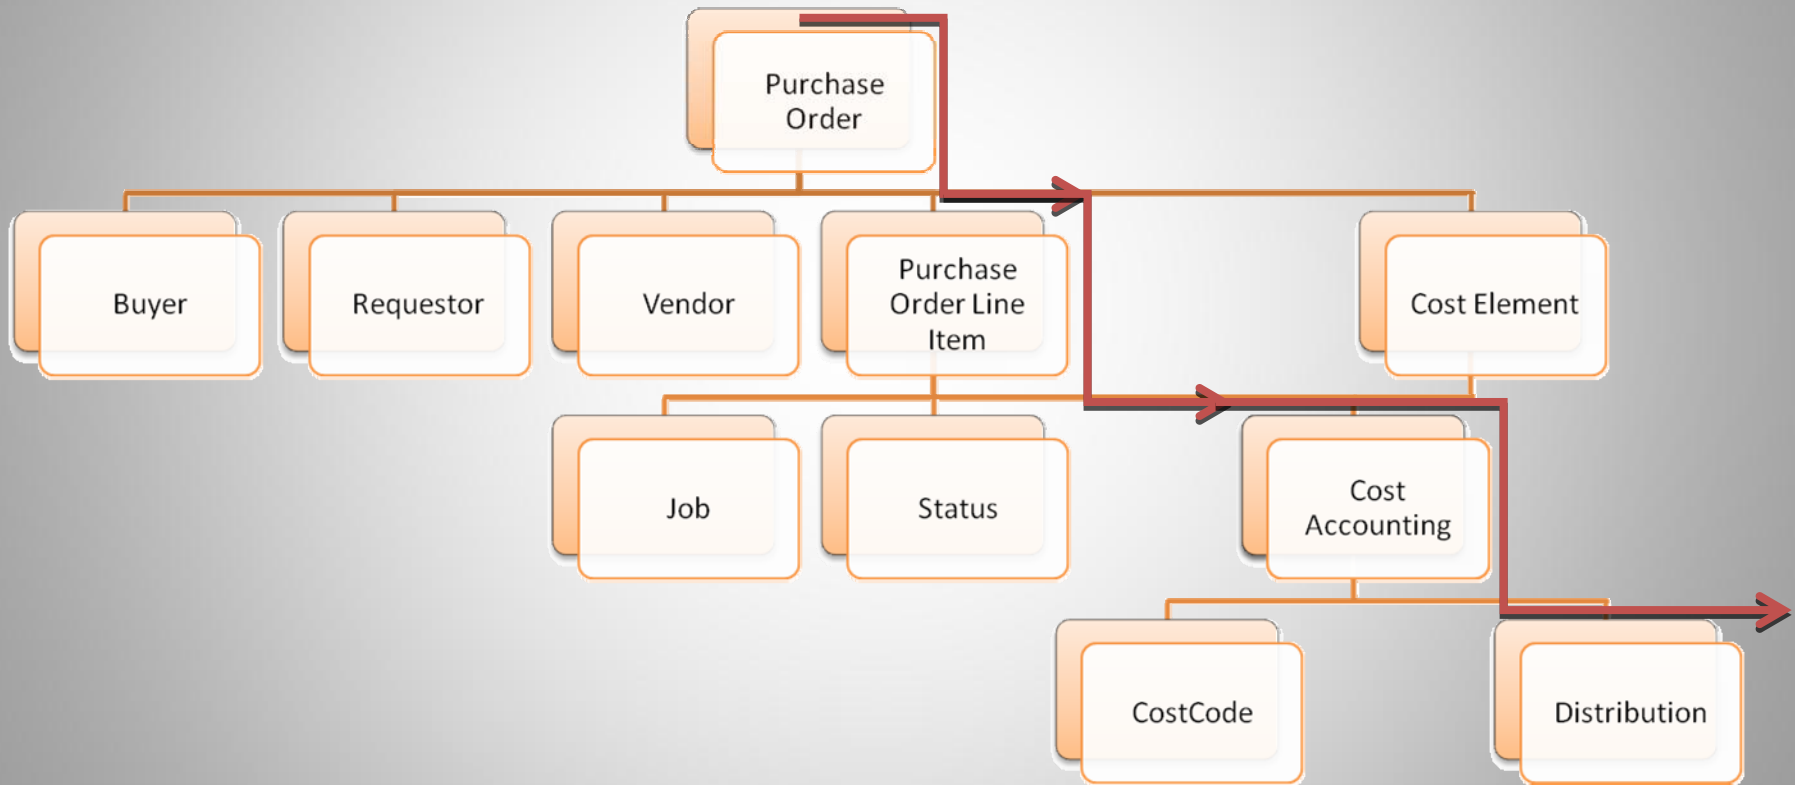 Purchase
Order
Buyer
Requestor
Vendor
Purchase
Order Line
Item
Cost Element
Job
Status
Cost
Accounting
CostCode
Distribution